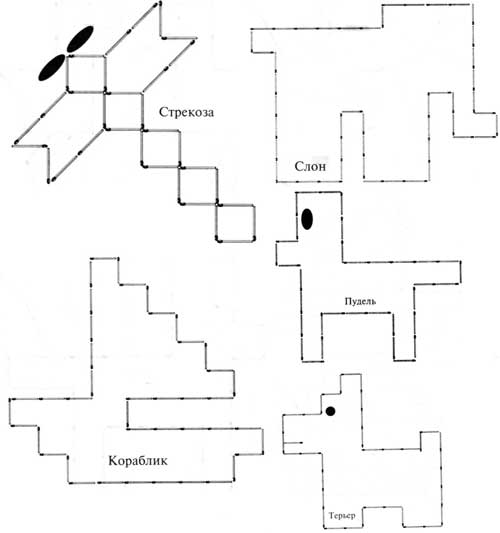 Стрекоза
Слон
Пудель
Кораблик
Терьер